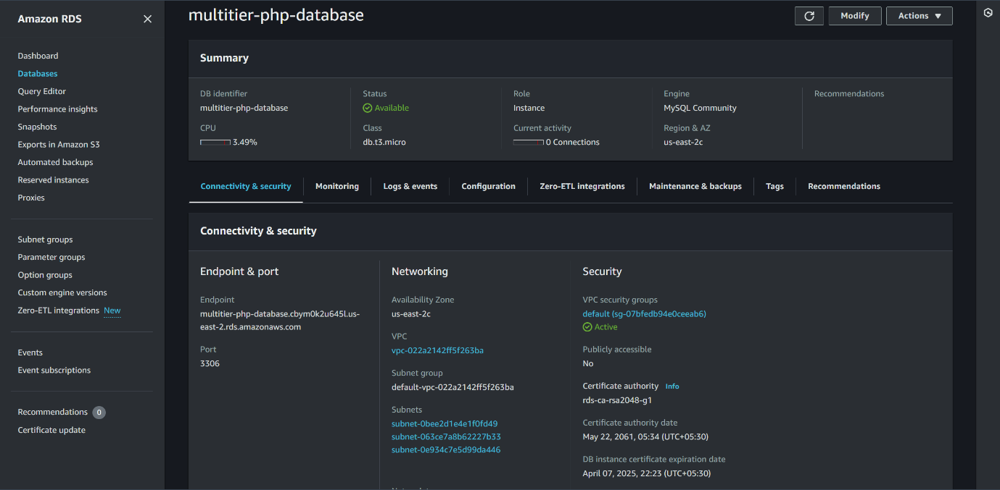 Amazon RDS
Dashboard
Databases
Query Editor
Performance insights
Snapshots
Exports in Amazon S3
Automated backups
Reserved instances
Proxies
Subnet groups
Parameter groups
Option groups
Custom engine versions
Zero-ETL integrations New
Events
Event subscriptions
Recommendations 0
Certificate update
multitier-php-database
Modify
Actions
Summary
DB identifier
multitier-php-database
CPU
3.49%
Status
Available
Class
db.t3.micro
Role
Instance
Current activity
0 Connections
Engine
MySQL Community
Region & AZ
us-east-2c
Recommendations
Connectivity & security
Monitoring
Logs & events
Configuration
Zero-ETL integrations
Maintenance & backups
Tags
Recommendations
Connectivity & security
Endpoint & port
Endpoint
multitier-php-database.cbym0k2u645l.us-
east-2.rds.amazonaws.com
Port
3306
Networking
Availability Zone
us-east-2c
VPC
vpc-022a2142ff5f263ba
Subnet group
default-vpc-022a2142ff5f263ba
Subnets
subnet-0bee2d1e4e1f0fd49
subnet-063ce7a8b62227b33
subnet-0e934c7e5d99da446
Security
VPC security groups
default (sg-07bfedb94e0ceeab6)
Active
Publicly accessible
No
Certificate authority Info
rds-ca-rsa2048-g1
Certificate authority date
May 22, 2061, 05:34 (UTC+05:30)
DB instance certificate expiration date
April 07, 2025, 22:23 (UTC+05:30)